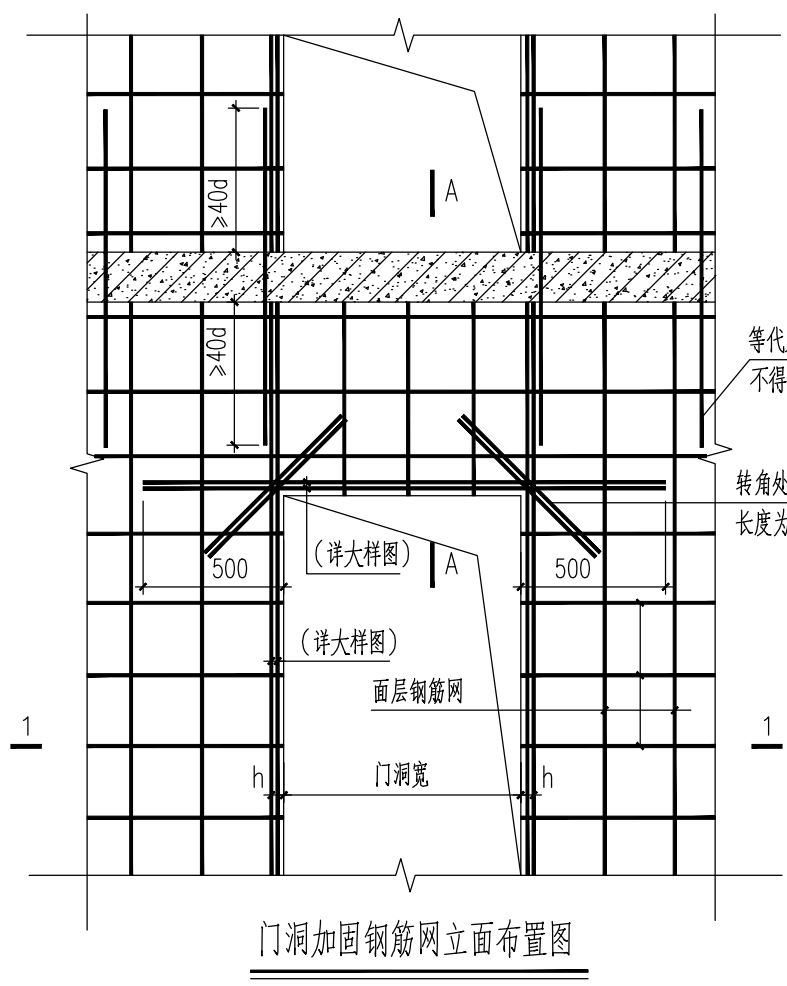 ≥40d
A
≥40d
等代
不得
转角处
长度为
500
(详大样图)
A
500
(详大样图)
面层钢筋网
1
1
h
门洞宽
h
门洞加固钢筋网立面布置图